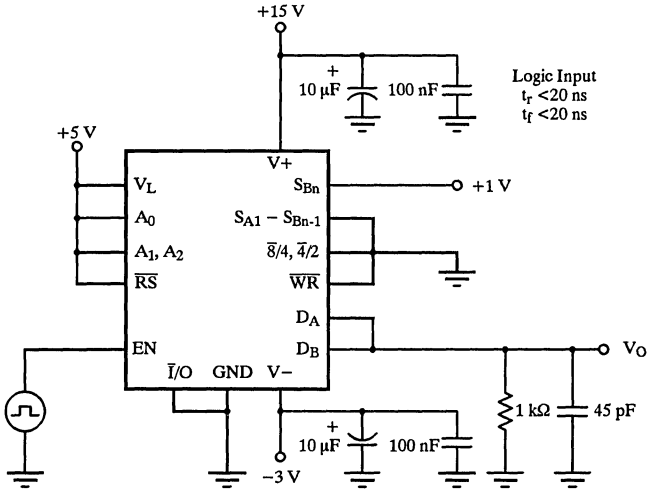 +15 V
+
10 µF
100 nF
Logic Input
tr <20 ns
tf <20 ns
+5 V
V+
VL
SBn
+1 V
A0
SA1 – SBn-1
A1, A2
8̅/4, 4̅/2
R̅S̅
W̅R̅
DA
EN
DB
VO
I̅/O
GND
V−
1 kΩ
45 pF
+
10 µF
100 nF
−3 V